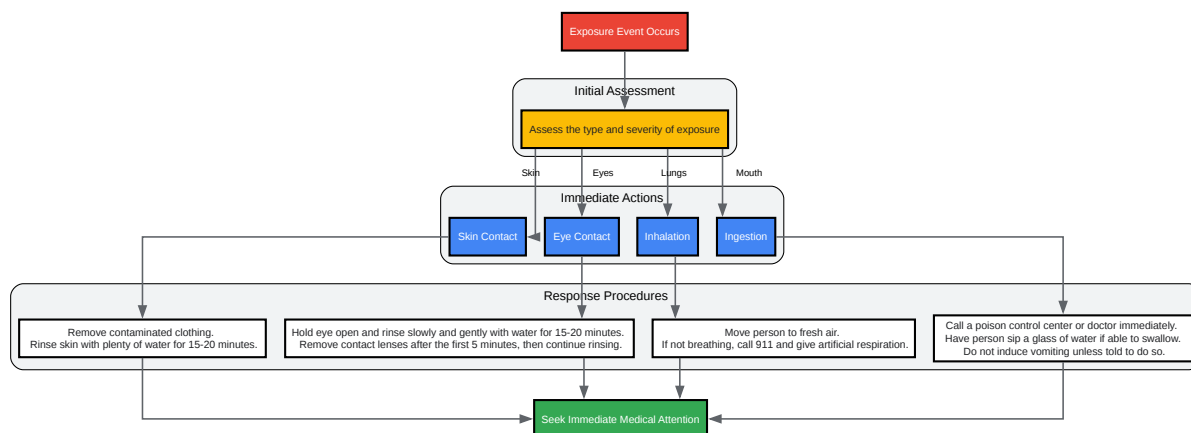 Exposure Event Occurs
Initial Assessment
Assess the type and severity of exposure
Skin
Eyes
Lungs
Mouth
Immediate Actions
Skin Contact
Eye Contact
Inhalation
Ingestion
Response Procedures
Remove contaminated clothing.
Rinse skin with plenty of water for 15-20 minutes.
Hold eye open and rinse slowly and gently with water for 15-20 minutes.
Remove contact lenses after the first 5 minutes, then continue rinsing.
Move person to fresh air.
If not breathing, call 911 and give artificial respiration.
Call a poison control center or doctor immediately.
Have person sip a glass of water if able to swallow.
Do not induce vomiting unless told to do so.
Seek Immediate Medical Attention